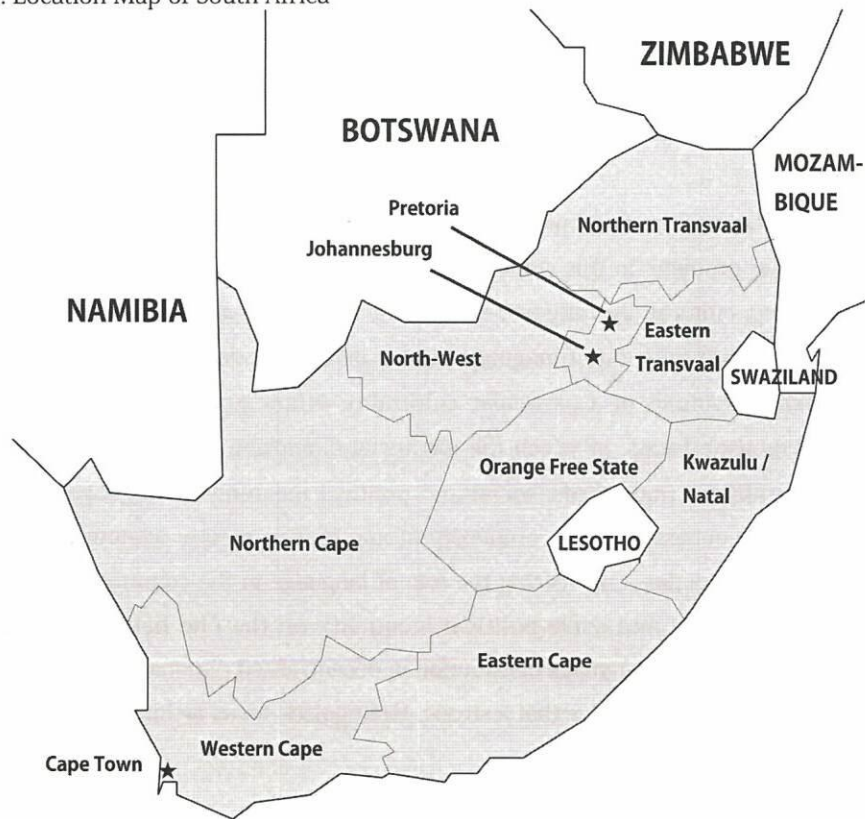 . Location Map of South Africa
ZIMBABWE
BOTSWANA
MOZAM-
BIQUE
Pretoria
Northern Transvaal
Johannesburg
NAMIBIA
North-West
Eastern
Transvaal
SWAZILAND
Orange Free State
Kwazulu /
Natal
Northern Cape
LESOTHO
Eastern Cape
Western Cape
Cape Town